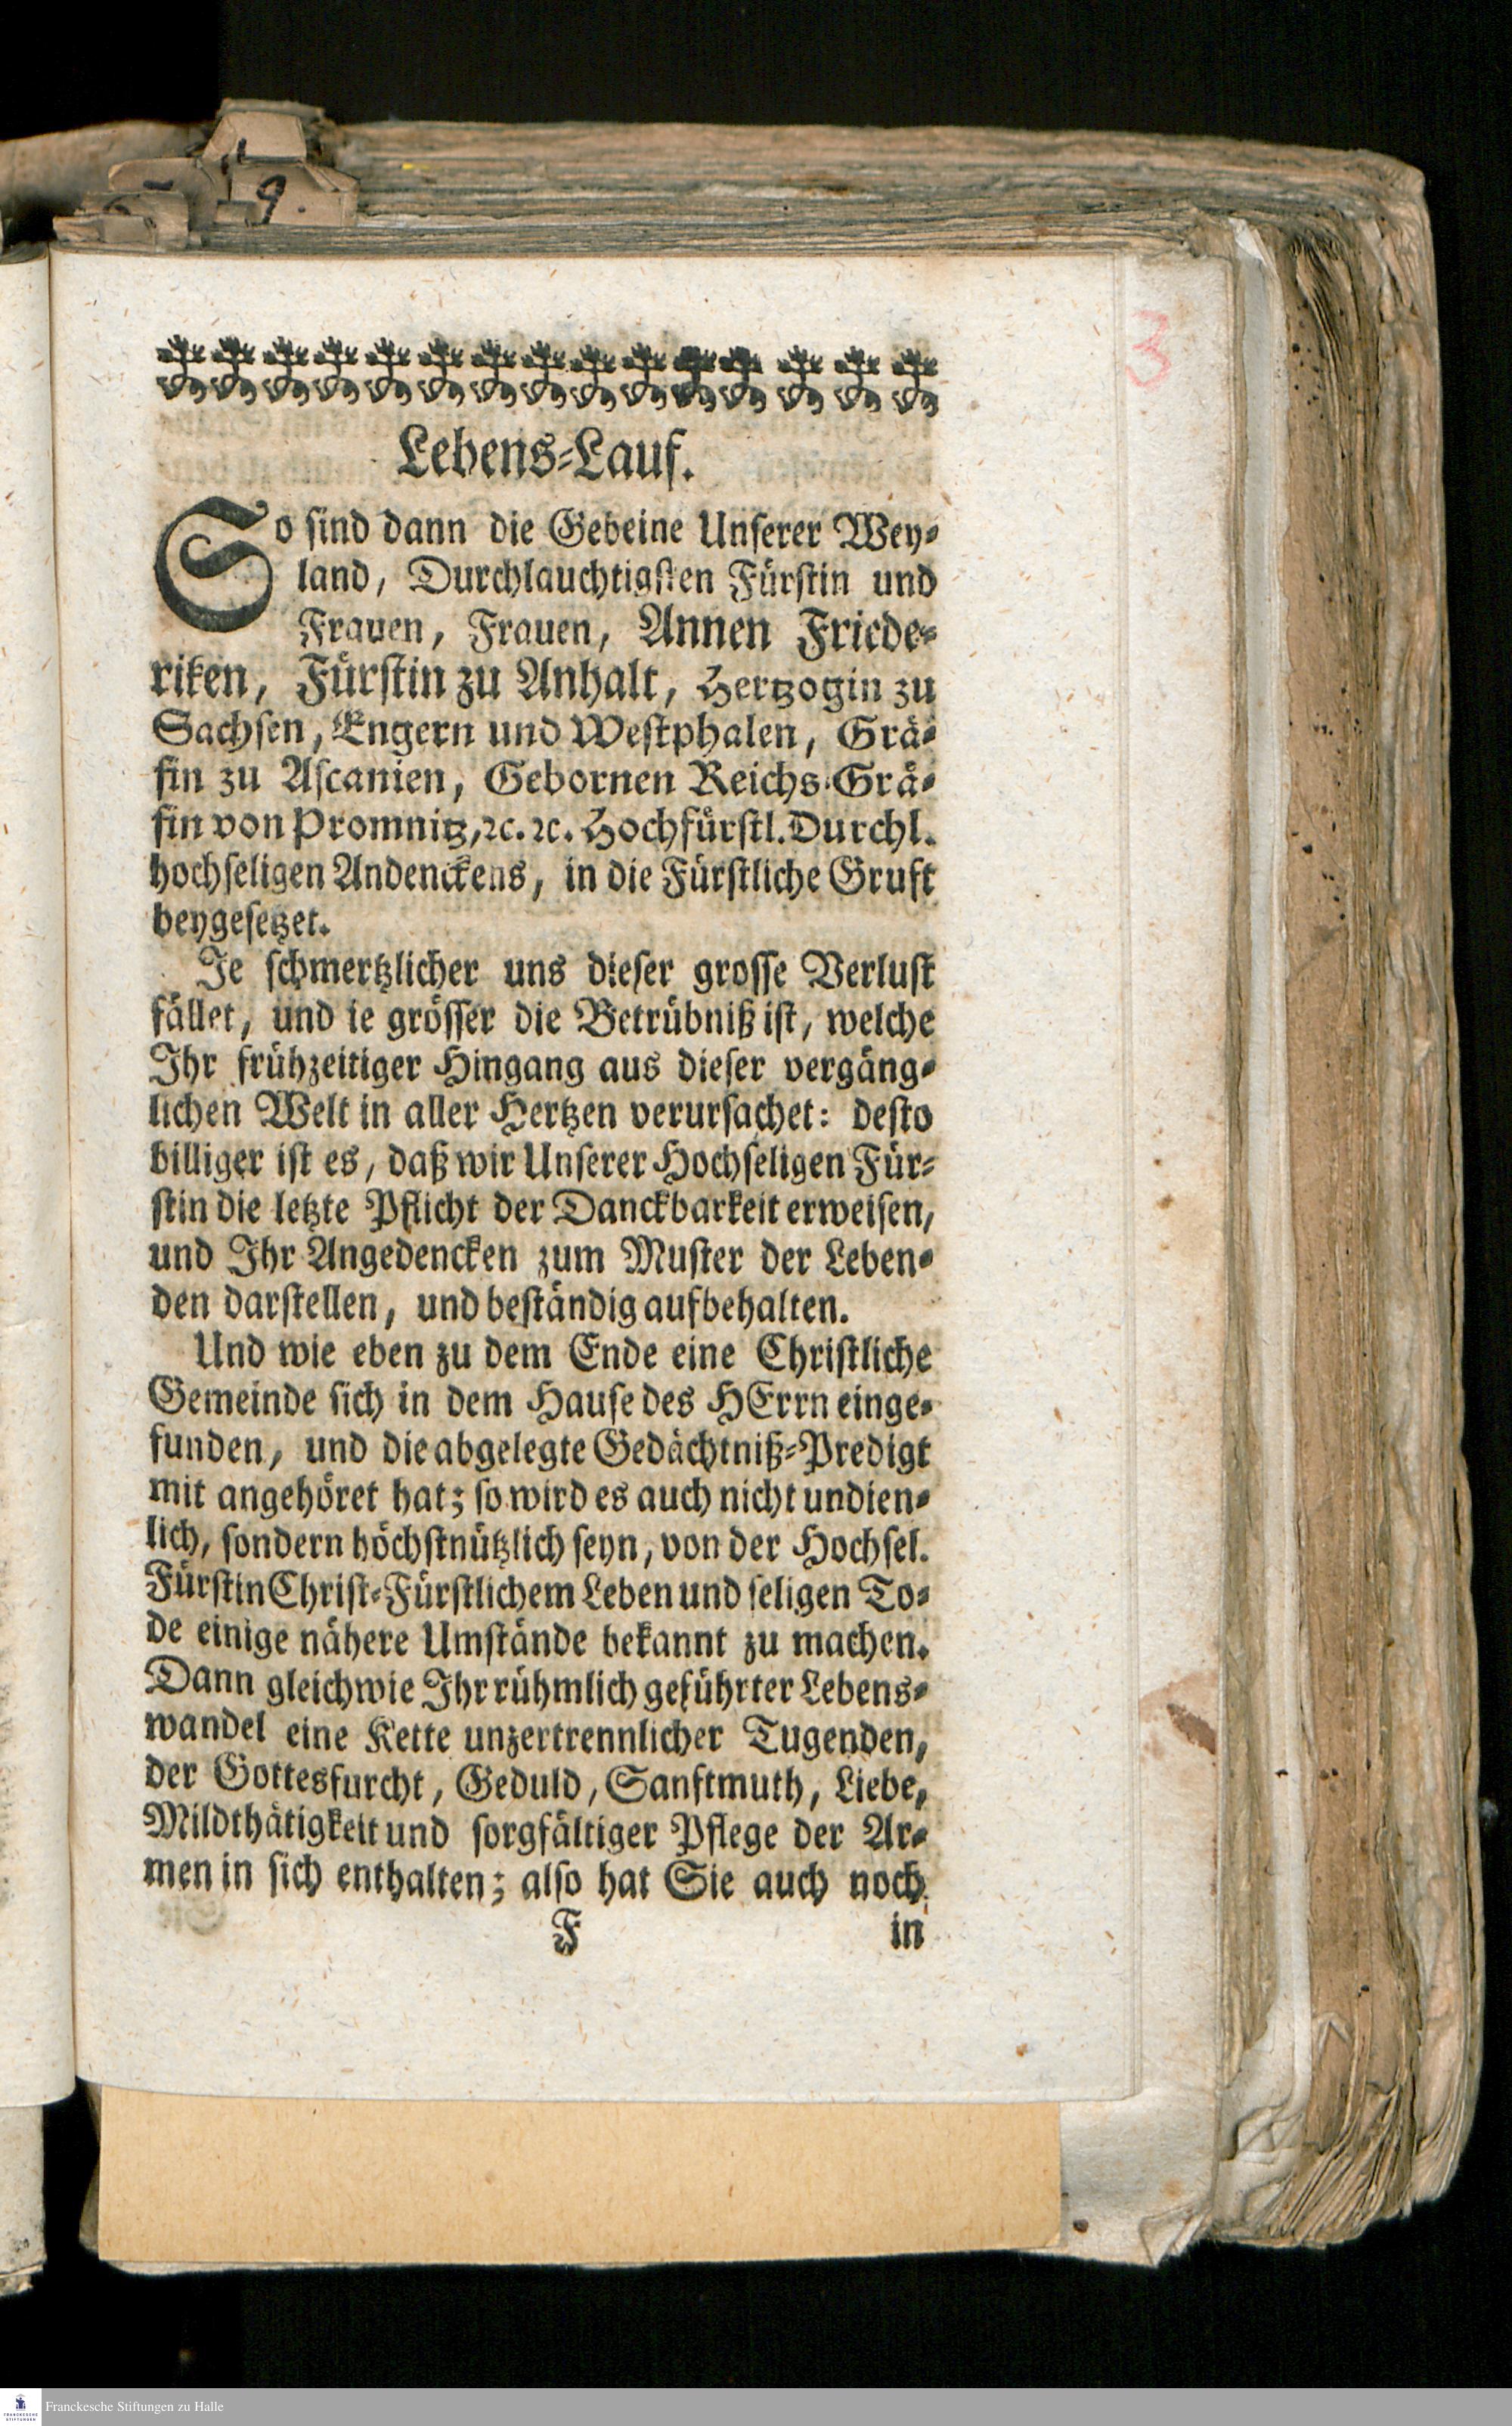 9.
3
Lebens-Lauf.
So sind dann die Gebeine Unserer Wey-
land, Durchlauchtigsten Fürstin und
Frauen, Frauen, Annen Friede-
riken, Fürstin zu Anhalt, Hertzogin zu
Sachsen, Engern und Westphalen, Grä-
fin zu Ascanien, Gebornen Reichs-Grä-
fin von Promnitz, ꝛc. ꝛc. Hochfürstl. Durchl.
hochseligen Andenckens, in die Fürstliche Gruft
beygesetzet.
Je schmertzlicher uns dieser grosse Verlust
fället, und ie grösser die Betrübniß ist, welche
Ihr frühzeitiger Hingang aus dieser vergäng-
lichen Welt in aller Hertzen verursachet: desto
billiger ist es, daß wir Unserer Hochseligen Für-
stin die letzte Pflicht der Danckbarkeit erweisen,
und Ihr Angedencken zum Muster der Leben-
den darstellen, und beständig aufbehalten.
Und wie eben zu dem Ende eine Christliche
Gemeinde sich in dem Hause des HErrn einge-
funden, und die abgelegte Gedächtniß-Predigt
mit angehöret hat; so wird es auch nicht undien-
lich, sondern höchstnützlich seyn, von der Hochsel.
Fürstin Christ-Fürstlichem Leben und seligen To-
de einige nähere Umstände bekannt zu machen.
Dann gleichwie Ihr rühmlich geführter Lebens-
wandel eine Kette unzertrennlicher Tugenden,
der Gottesfurcht, Geduld, Sanftmuth, Liebe,
Mildthätigkeit und sorgfältiger Pflege der Ar-
men in sich enthalten; also hat Sie auch noch
F in
Franckesche Stiftungen zu Halle
FRANCKESCHE
STIFTUNGEN